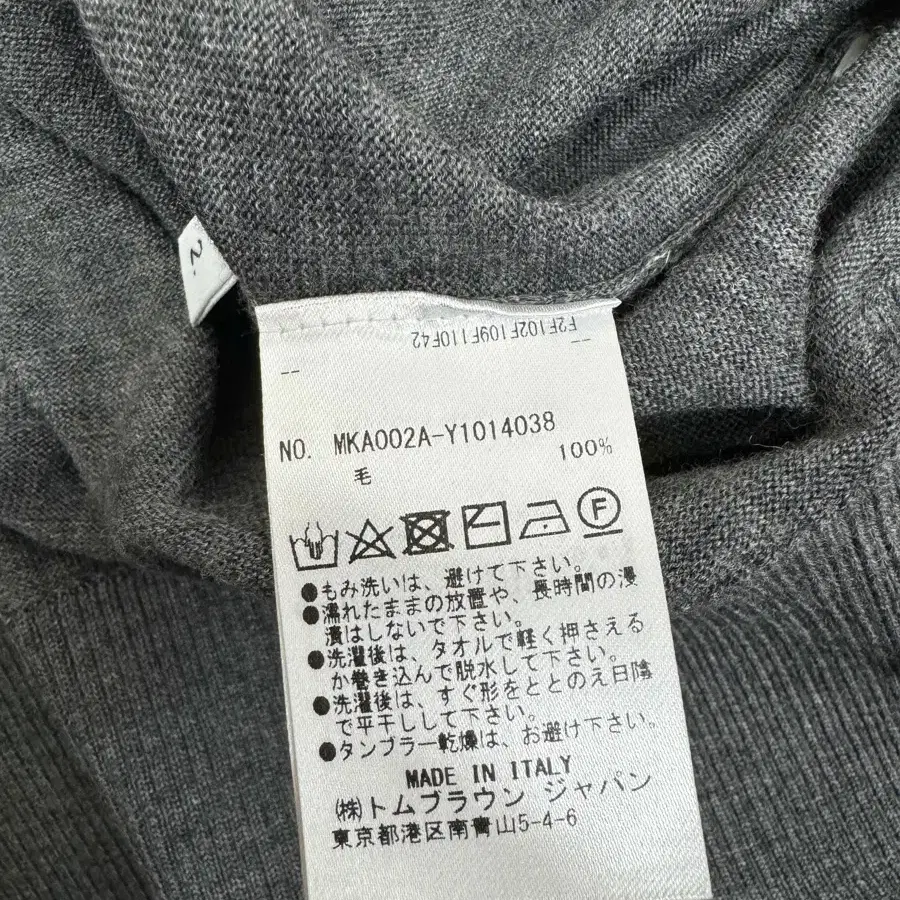 2
F2F102F109F110F42
--
--
NO. MKA002A-Y1014038
毛 100%
F
●もみ洗いは、避けて下さい。
●濡れたままの放置や、長時間の浸
漬はしないで下さい。
●洗濯後は、タオルで軽く押さえる
か巻き込んで脱水して下さい。
●洗濯後は、すぐ形をととのえ日陰
で平干しして下さい。
●タンブラー乾燥は、お避け下さい。
MADE IN ITALY
㈱トムブラウン ジャパン
東京都港区南青山5-4-6